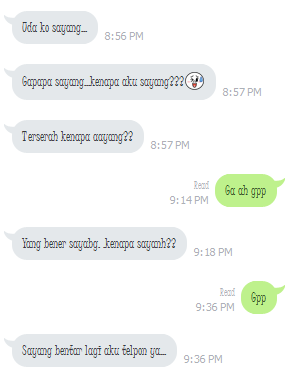 Uda ko sayang....
8:56 PM
Gapapa sayang...kenapa aku sayang???
8:57 PM
Terserah kenapa aayang??
8:57 PM
Read
9:14 PM
Ga ah gpp
Yang bener sayabg. .kenapa sayanh??
9:18 PM
Read
9:36 PM
Gpp
Sayang bentar lagi aku telpon ya....
9:36 PM